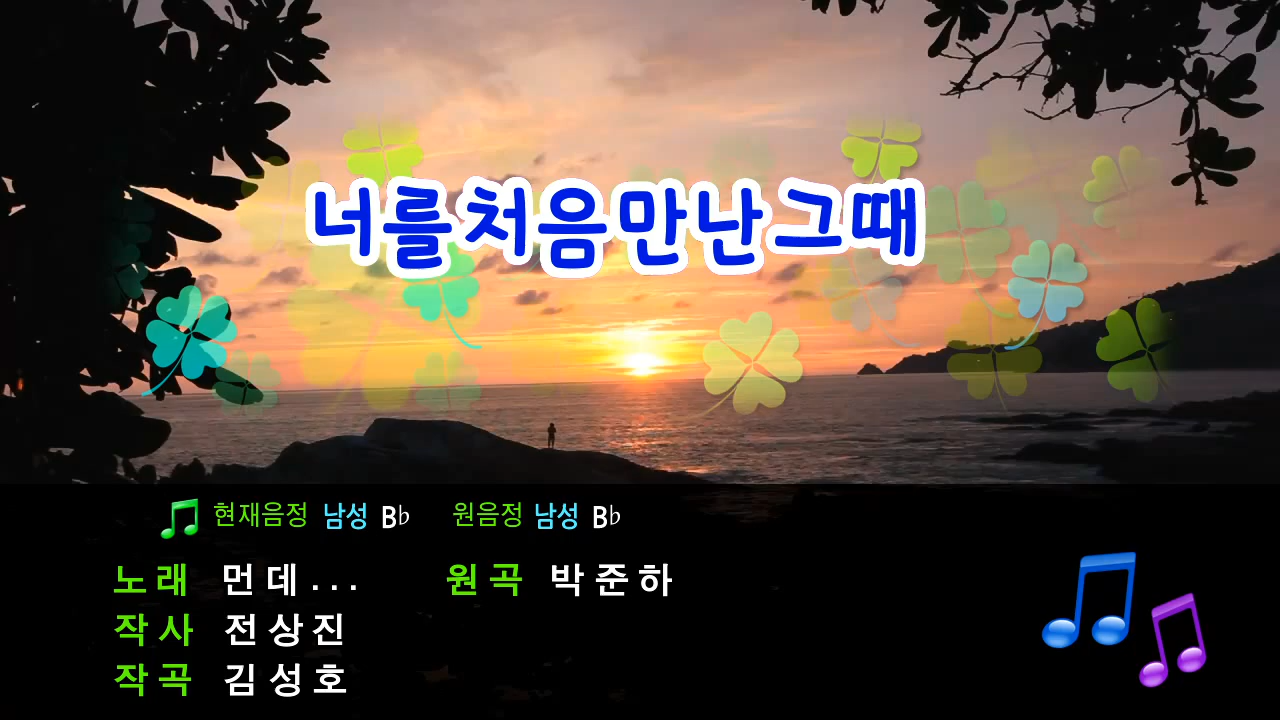 너를처음만난그때
현재음정 남성 B♭ 원음정 남성 B♭
노래 먼데... 원곡 박준하
작사 전상진
작곡 김성호